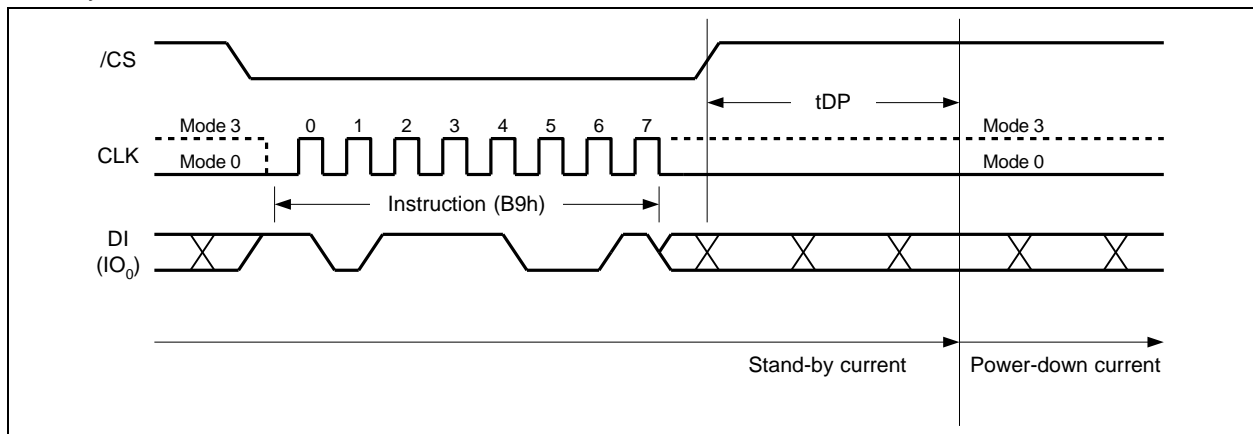 /CS
tDP
Mode 3 0 1 2 3 4 5 6 7 Mode 3
CLK
Mode 0 Mode 0
Instruction (B9h)
DI
(IO0)
Stand-by current Power-down current